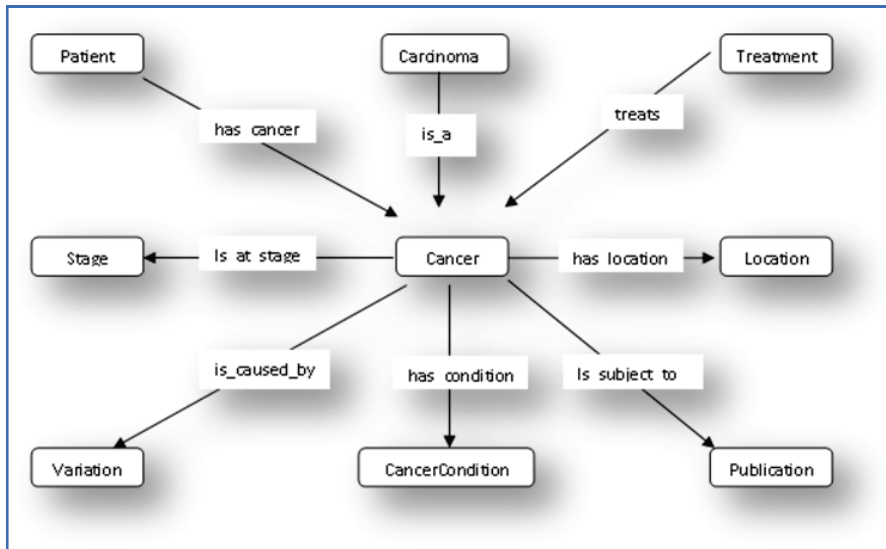 Patient
Carcinoma
Treatment
has cancer
is_a
treats
Stage
Is at stage
Cancer
has location
Location
is_caused_by
has condition
Is subject to
Variation
CancerCondition
Publication